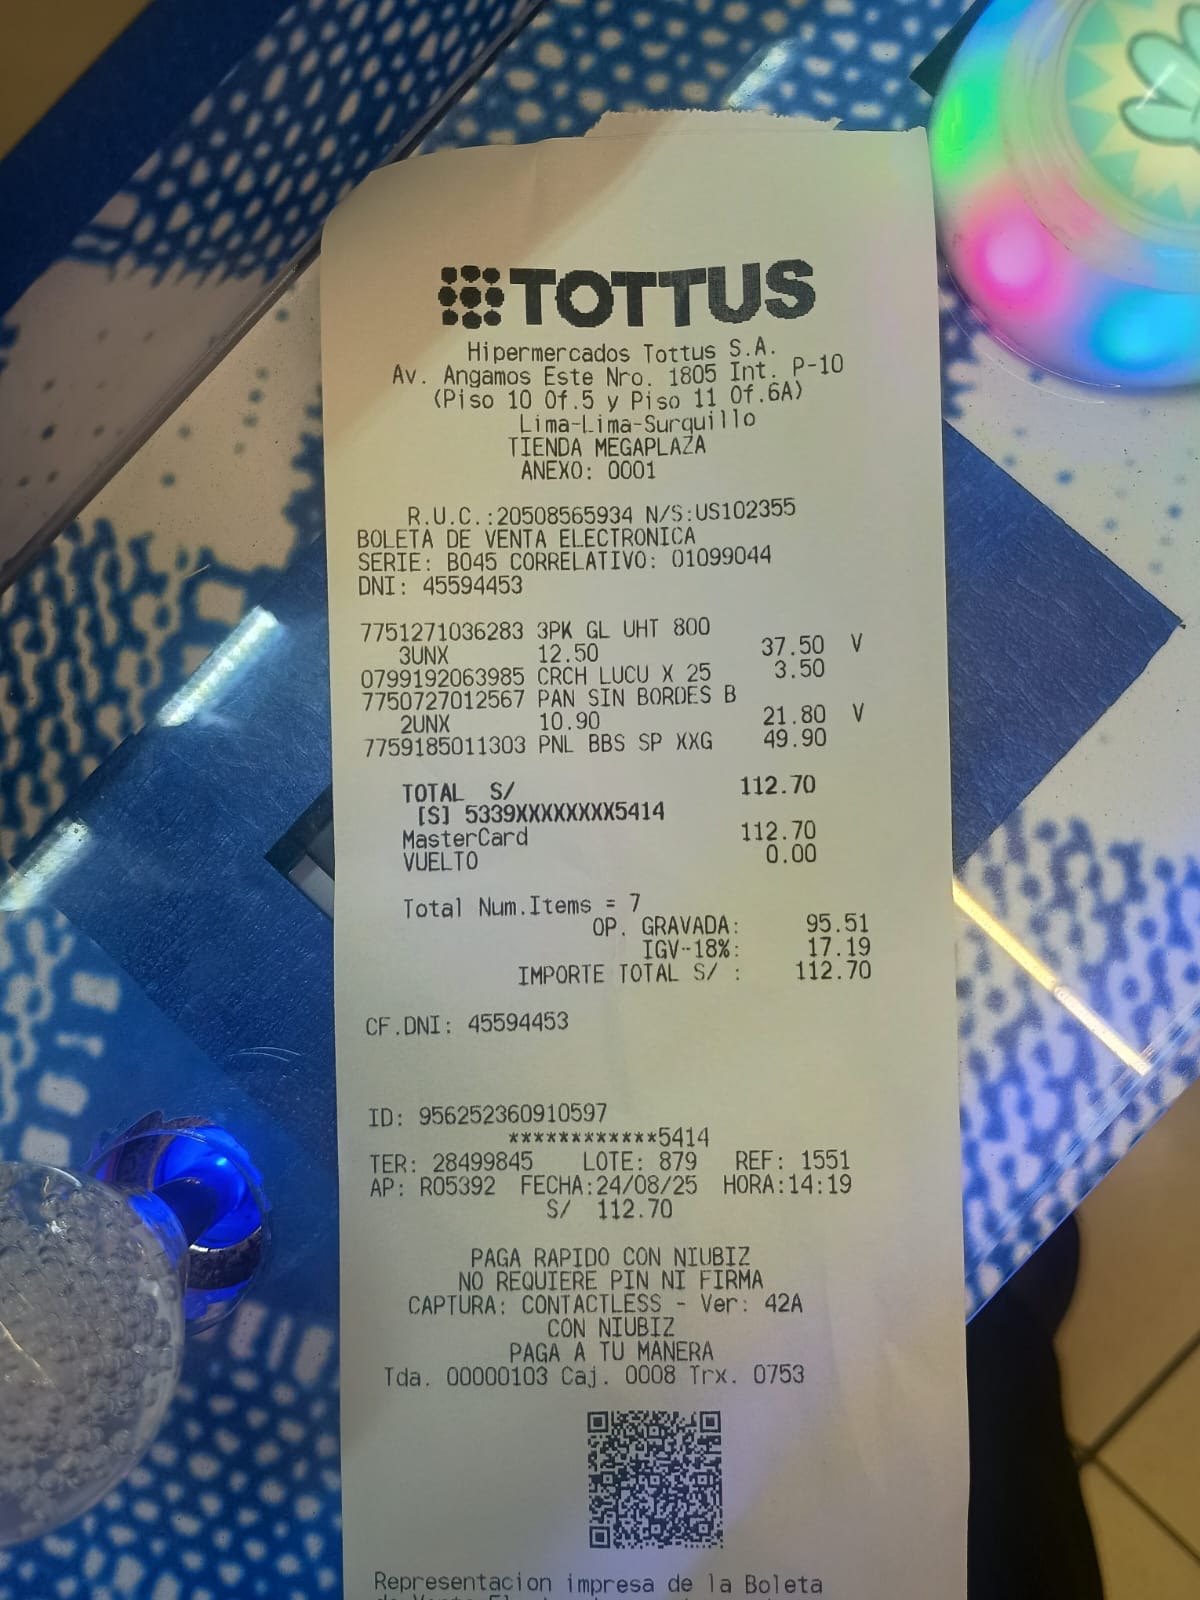 TOTTUS
Hipermercados Tottus S.A.
Av. Angamos Este Nro. 1805 Int. P-10
(Piso 10 Of.5 y Piso 11 Of.6A)
Lima-Lima-Surquillo
TIENDA MEGAPLAZA
ANEXO: 0001
R.U.C.:20508565934 N/S:US102355
BOLETA DE VENTA ELECTRONICA
SERIE: B045 CORRELATIVO: 01099044
DNI: 45594453
7751271036283 3PK GL UHT 800
3UNX 12.50 37.50 V
0799192063985 CRCH LUCU X 25 3.50
7750727012567 PAN SIN BORDES B
2UNX 10.90 21.80 V
7759185011303 PNL BBS SP XXG 49.90
TOTAL S/ 112.70
[S] 5339XXXXXXXX5414
MasterCard 112.70
VUELTO 0.00
Total Num.Items = 7
OP. GRAVADA: 95.51
IGV-18%: 17.19
IMPORTE TOTAL S/ : 112.70
CF.DNI: 45594453
ID: 956252360910597
************5414
TER: 28499845 LOTE: 879 REF: 1551
AP: R05392 FECHA:24/08/25 HORA:14:19
S/ 112.70
PAGA RAPIDO CON NIUBIZ
NO REQUIERE PIN NI FIRMA
CAPTURA: CONTACTLESS - Ver: 42A
CON NIUBIZ
PAGA A TU MANERA
Tda. 00000103 Caj. 0008 Trx. 0753
Representacion impresa de la Boleta